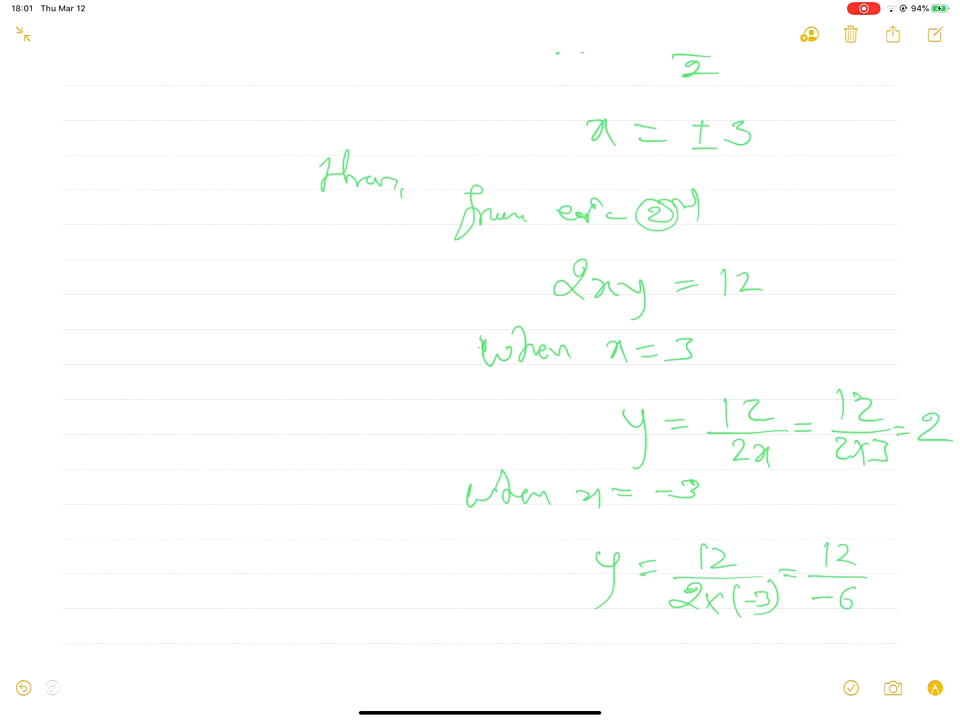 18:01 Thu Mar 12
94%
2
x = ± 3
then,
from eqn (2)
2xy = 12
when x = 3
y = 12/2x = 12/2×3 = 2
when x = -3
y = 12/2×(-3) = 12/-6